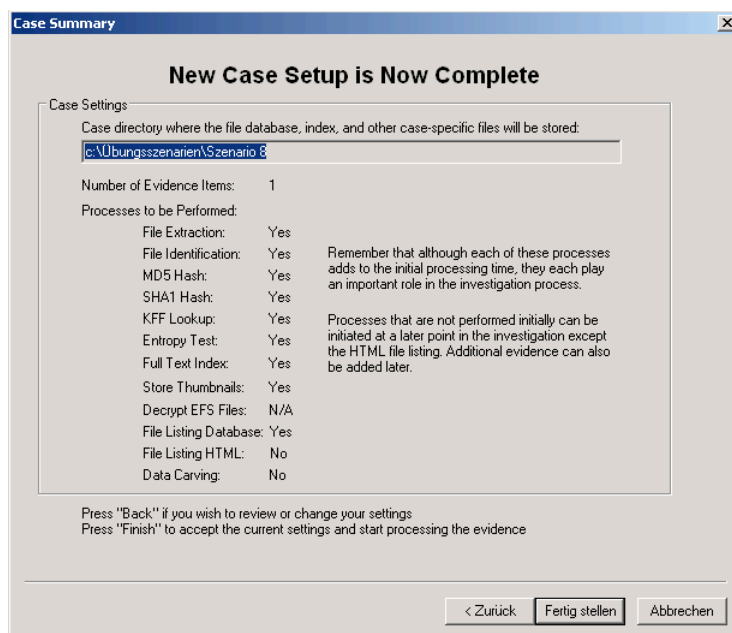 Case Summary
New Case Setup is Now Complete
Case Settings
Case directory where the file database, index, and other case-specific files will be stored:
c:\Übungsszenarien\Szenario 8
Number of Evidence Items: 1
Processes to be Performed:
File Extraction: Yes
File Identification: Yes
MD5 Hash: Yes
SHA1 Hash: Yes
KFF Lookup: Yes
Entropy Test: Yes
Full Text Index: Yes
Store Thumbnails: Yes
Decrypt EFS Files: N/A
File Listing Database: Yes
File Listing HTML: No
Data Carving: No
Remember that although each of these processes
adds to the initial processing time, they each play
an important role in the investigation process.
Processes that are not performed initially can be
initiated at a later point in the investigation except
the HTML file listing. Additional evidence can also
be added later.
Press "Back" if you wish to review or change your settings
Press "Finish" to accept the current settings and start processing the evidence
< Zurück
Fertig stellen
Abbrechen